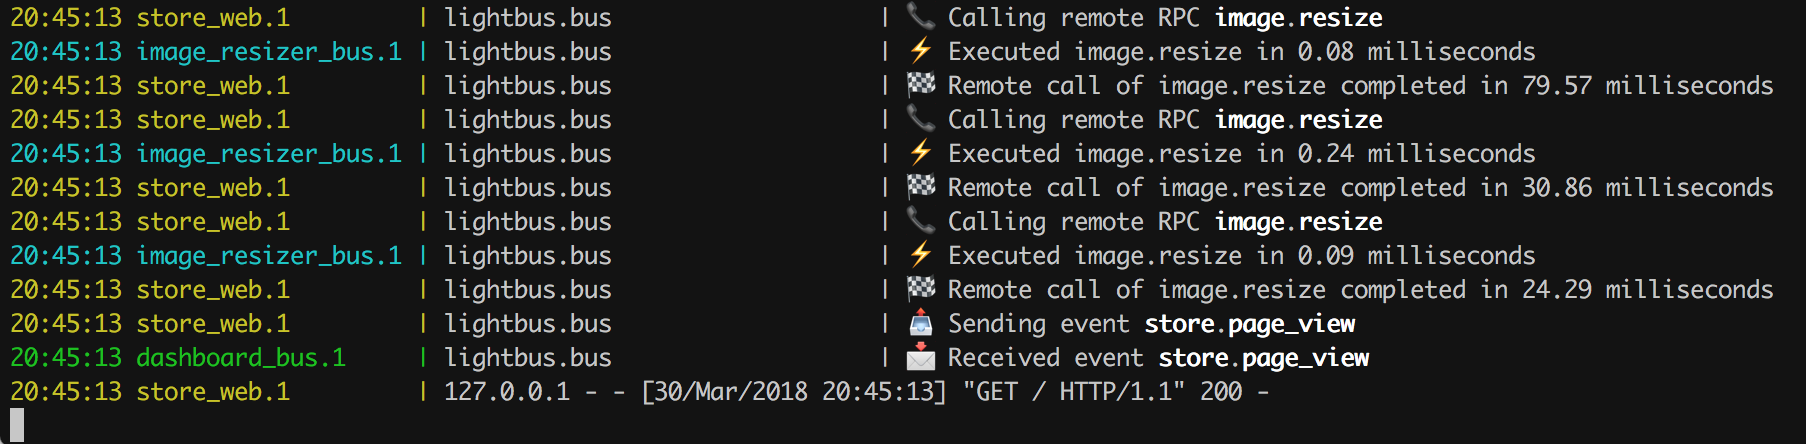 20:45:13 store_web.1 | lightbus.bus | 📞 Calling remote RPC image.resize
20:45:13 image_resizer_bus.1 | lightbus.bus | ⚡ Executed image.resize in 0.08 milliseconds
20:45:13 store_web.1 | lightbus.bus | 🏁 Remote call of image.resize completed in 79.57 milliseconds
20:45:13 store_web.1 | lightbus.bus | 📞 Calling remote RPC image.resize
20:45:13 image_resizer_bus.1 | lightbus.bus | ⚡ Executed image.resize in 0.24 milliseconds
20:45:13 store_web.1 | lightbus.bus | 🏁 Remote call of image.resize completed in 30.86 milliseconds
20:45:13 store_web.1 | lightbus.bus | 📞 Calling remote RPC image.resize
20:45:13 image_resizer_bus.1 | lightbus.bus | ⚡ Executed image.resize in 0.09 milliseconds
20:45:13 store_web.1 | lightbus.bus | 🏁 Remote call of image.resize completed in 24.29 milliseconds
20:45:13 store_web.1 | lightbus.bus | 📤 Sending event store.page_view
20:45:13 dashboard_bus.1 | lightbus.bus | 📩 Received event store.page_view
20:45:13 store_web.1 | 127.0.0.1 - - [30/Mar/2018 20:45:13] "GET / HTTP/1.1" 200 -